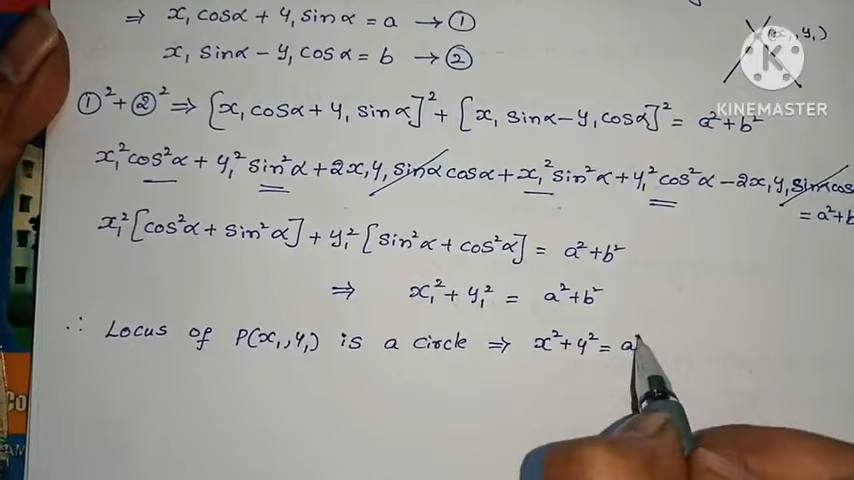 ⇒ x₁ cosα + y₁ sinα = a → ①
(x₁, y₁)
x₁ sinα − y₁ cosα = b → ②
KINEMASTER
①² + ②² ⇒ [x₁ cosα + y₁ sinα]² + [x₁ sinα − y₁ cosα]² = a² + b²
x₁² cos²α + y₁² sin²α + 2x₁y₁ sinα cosα + x₁² sin²α + y₁² cos²α − 2x₁y₁ sinα cos
= a² + b²
x₁² [cos²α + sin²α] + y₁² [sin²α + cos²α] = a² + b²
⇒ x₁² + y₁² = a² + b²
∴ Locus of P(x₁, y₁) is a circle ⇒ x² + y² = a